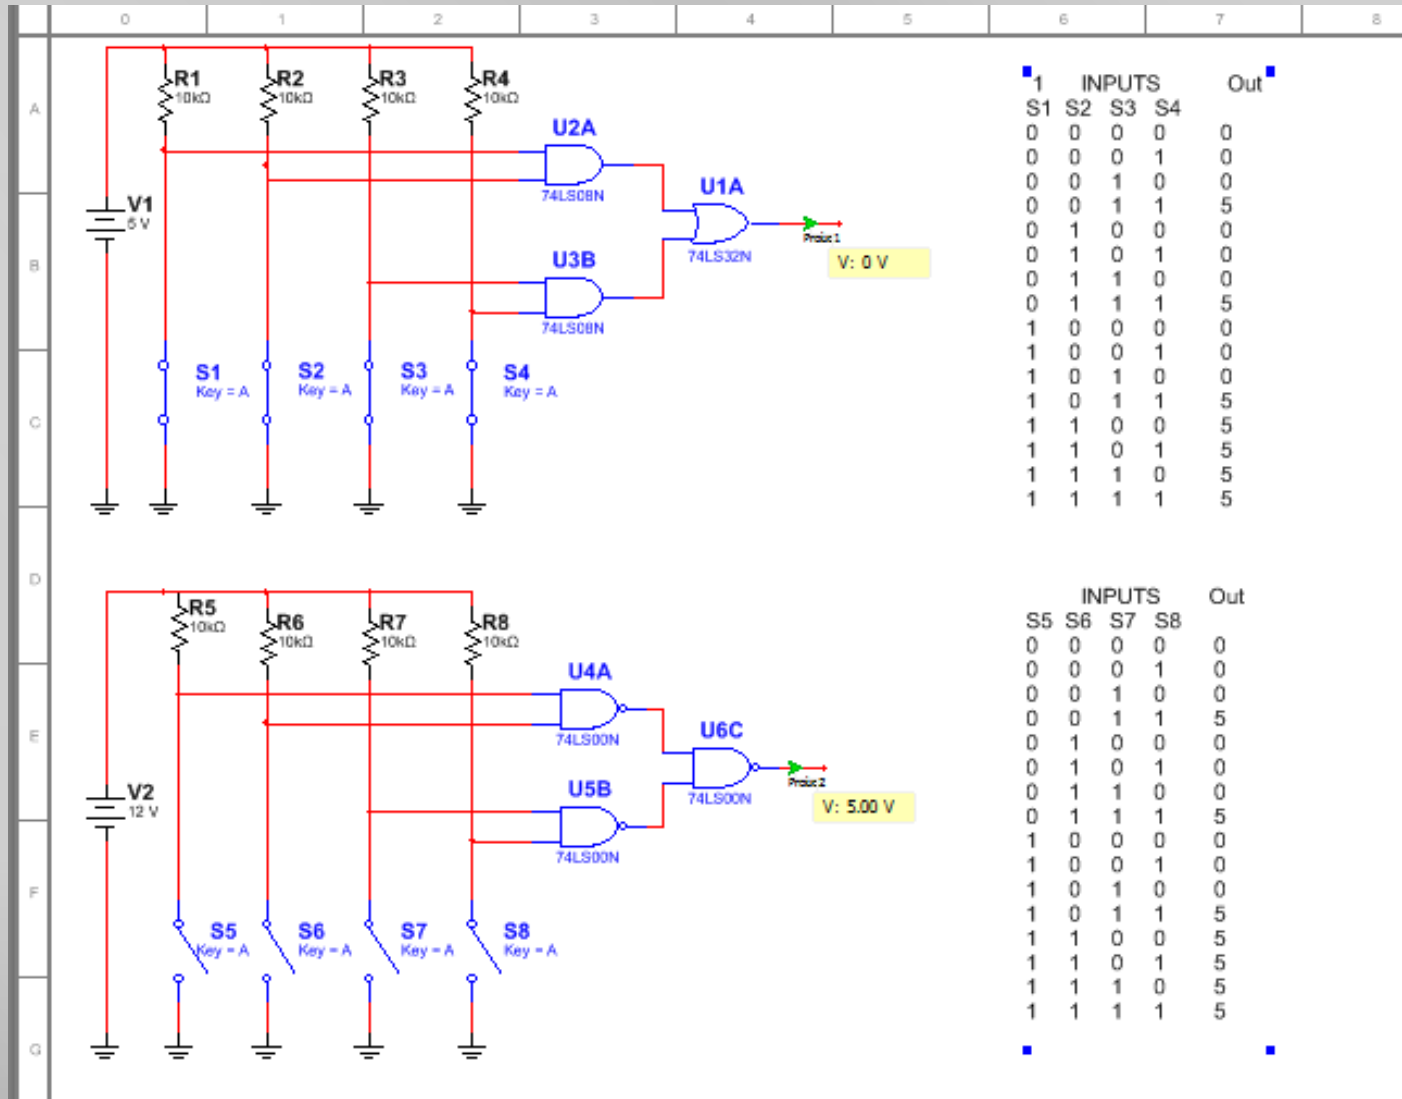 0 1 2 3 4 5 6 7 8
A
B
C
D
E
F
G
R1
10kΩ
R2
10kΩ
R3
10kΩ
R4
10kΩ
V1
5 V
U2A
74LS08N
U3B
74LS08N
U1A
74LS32N
V: 0 V
S1
Key = A
S2
Key = A
S3
Key = A
S4
Key = A
1 INPUTS Out
S1 S2 S3 S4
0 0 0 0 0
0 0 0 1 0
0 0 1 0 0
0 0 1 1 5
0 1 0 0 0
0 1 0 1 0
0 1 1 0 0
0 1 1 1 5
1 0 0 0 0
1 0 0 1 0
1 0 1 0 0
1 0 1 1 5
1 1 0 0 5
1 1 0 1 5
1 1 1 0 5
1 1 1 1 5
R5
10kΩ
R6
10kΩ
R7
10kΩ
R8
10kΩ
V2
12 V
U4A
74LS00N
U5B
74LS00N
U6C
74LS00N
V: 5.00 V
S5
Key = A
S6
Key = A
S7
Key = A
S8
Key = A
INPUTS Out
S5 S6 S7 S8
0 0 0 0 0
0 0 0 1 0
0 0 1 0 0
0 0 1 1 5
0 1 0 0 0
0 1 0 1 0
0 1 1 0 0
0 1 1 1 5
1 0 0 0 0
1 0 0 1 0
1 0 1 0 0
1 0 1 1 5
1 1 0 0 5
1 1 0 1 5
1 1 1 0 5
1 1 1 1 5